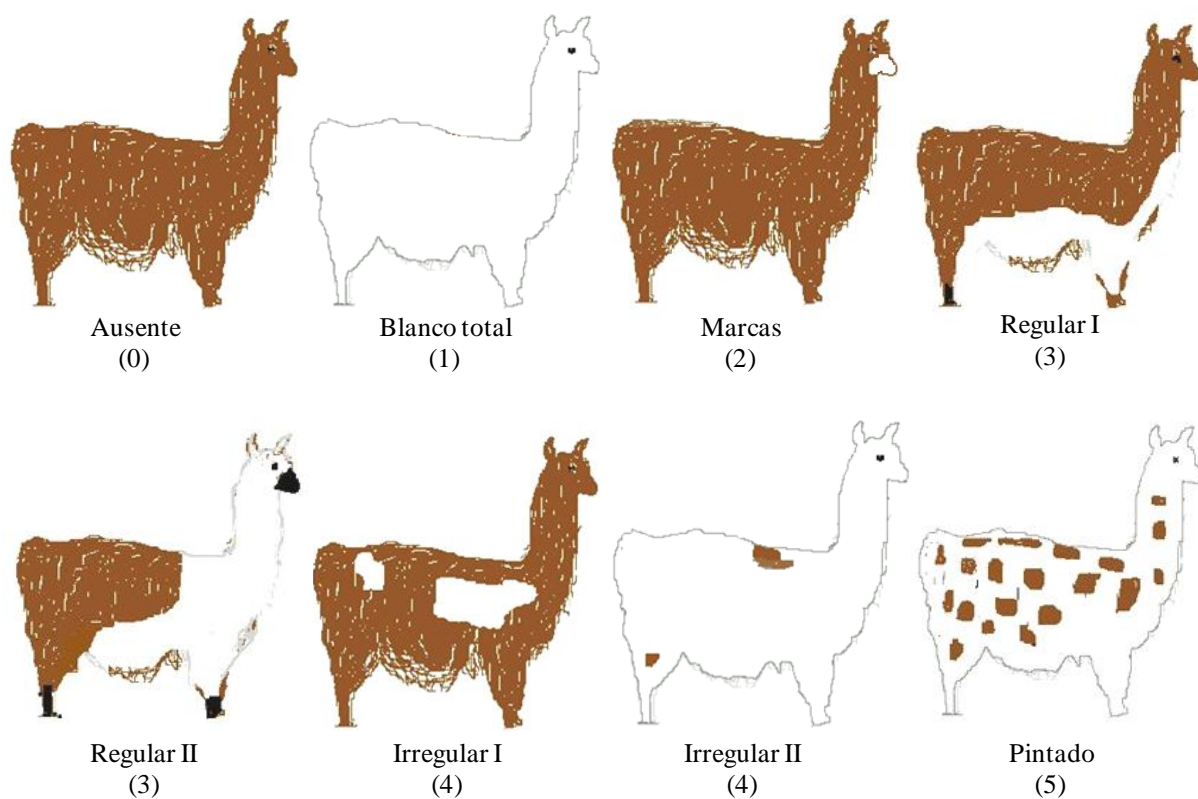 Ausente
(0)
Blanco total
(1)
Marcas
(2)
Regular I
(3)
Regular II
(3)
Irregular I
(4)
Irregular II
(4)
Pintado
(5)